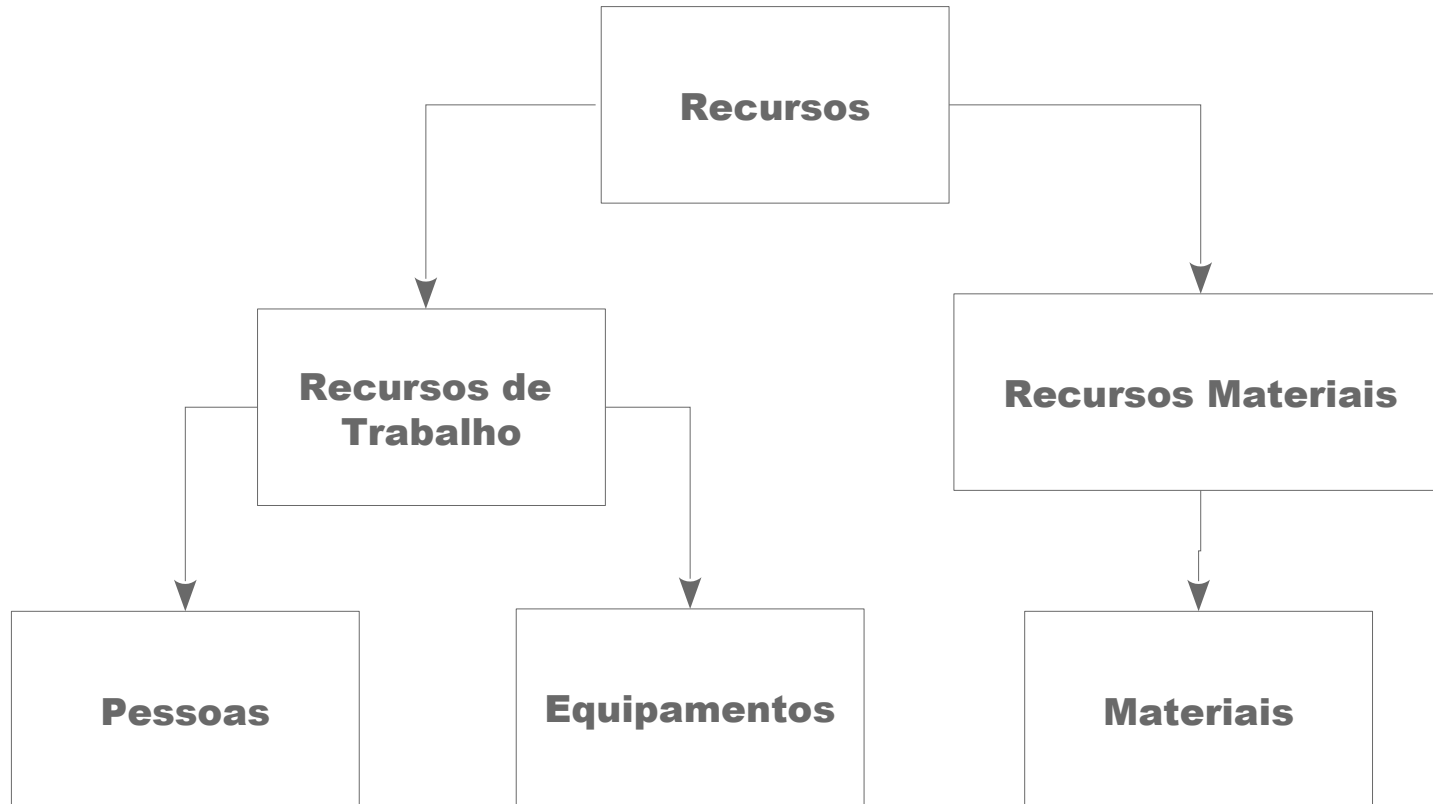 Recursos
Recursos de
Trabalho
Recursos Materiais
Pessoas
Equipamentos
Materiais